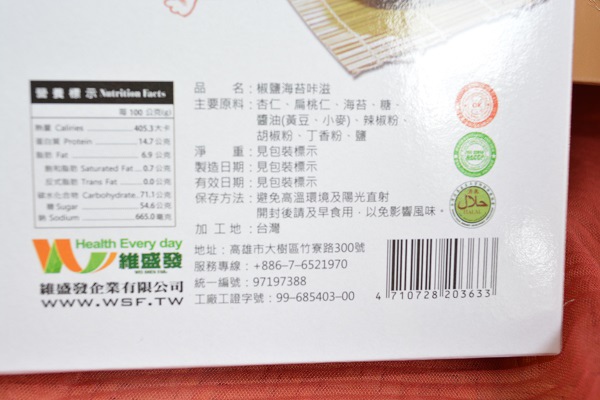 營養標示 Nutrition Facts
每 100 公克(g)
熱量 Calories 405.3大卡
蛋白質 Protein 14.7公克
脂肪 Fat 6.9公克
飽和脂肪 Saturated Fat 0.7公克
反式脂肪 Trans Fat 0.0公克
碳水化合物 Carbohydrate 71.1公克
糖 Sugar 54.6公克
鈉 Sodium 665.0毫克
Health Every day
維盛發
維盛發企業有限公司
WWW.WSF.TW
品 名:椒鹽海苔咔滋
主要原料:杏仁、扁桃仁、海苔、糖、
醬油(黃豆、小麥)、辣椒粉、
胡椒粉、丁香粉、鹽
淨 重:見包裝標示
製造日期:見包裝標示
有效日期:見包裝標示
保存方法:避免高溫環境及陽光直射
開封後請及早食用,以免影響風味。
加 工 地:台灣
地址:高雄市大樹區竹寮路300號
服務專線:+886-7-6521970
統一編號:97197388
工廠工證字號:99-685403-00
حلال
HALAL
4 710728 203633